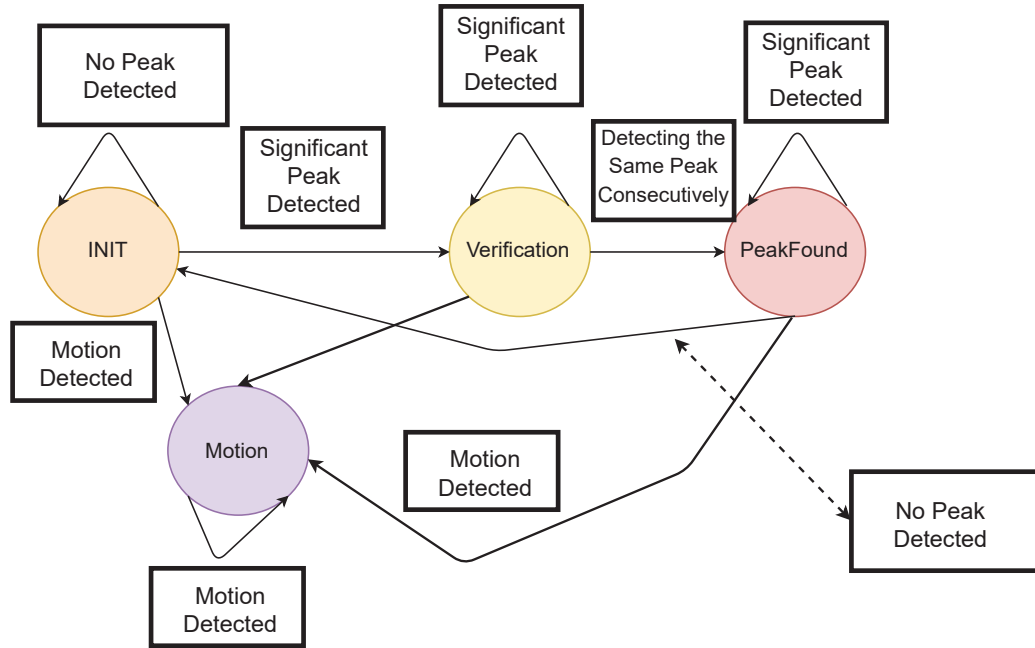 No Peak
Detected
Significant
Peak
Detected
Significant
Peak
Detected
Detecting the
Same Peak
Consecutively
Significant
Peak
Detected
INIT
Verification
PeakFound
Motion
Detected
Motion
Motion
Detected
No Peak
Detected
Motion
Detected